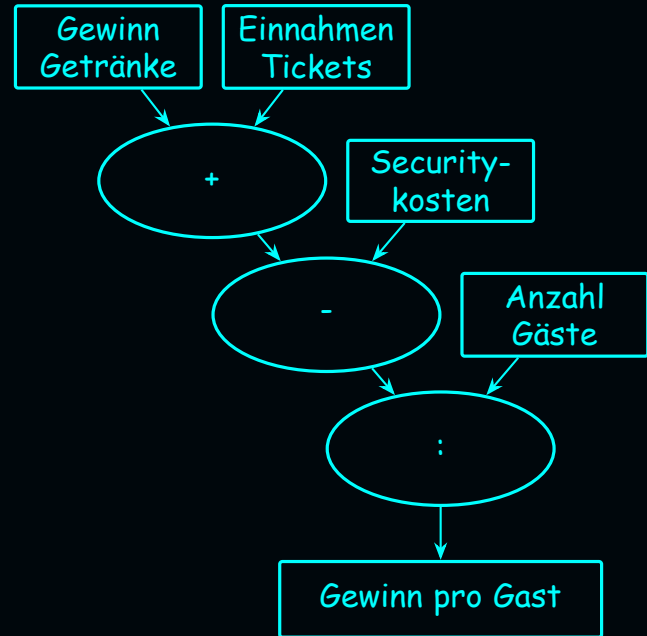 Gewinn
Getränke
Einnahmen
Tickets
+
Security-
kosten
-
Anzahl
Gäste
:
Gewinn pro Gast